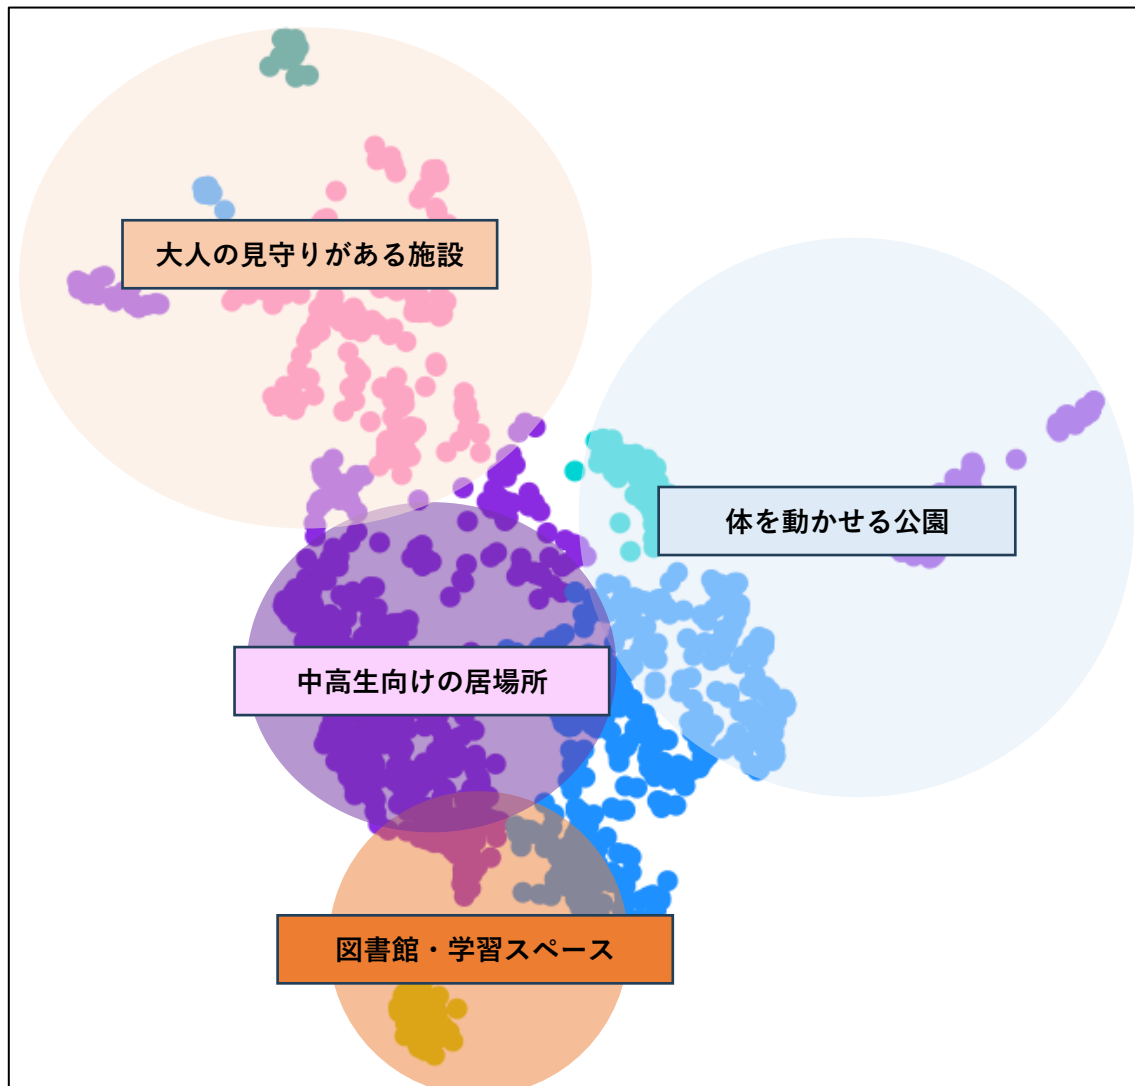 大人の見守りがある施設
体を動かせる公園
中高生向けの居場所
図書館・学習スペース